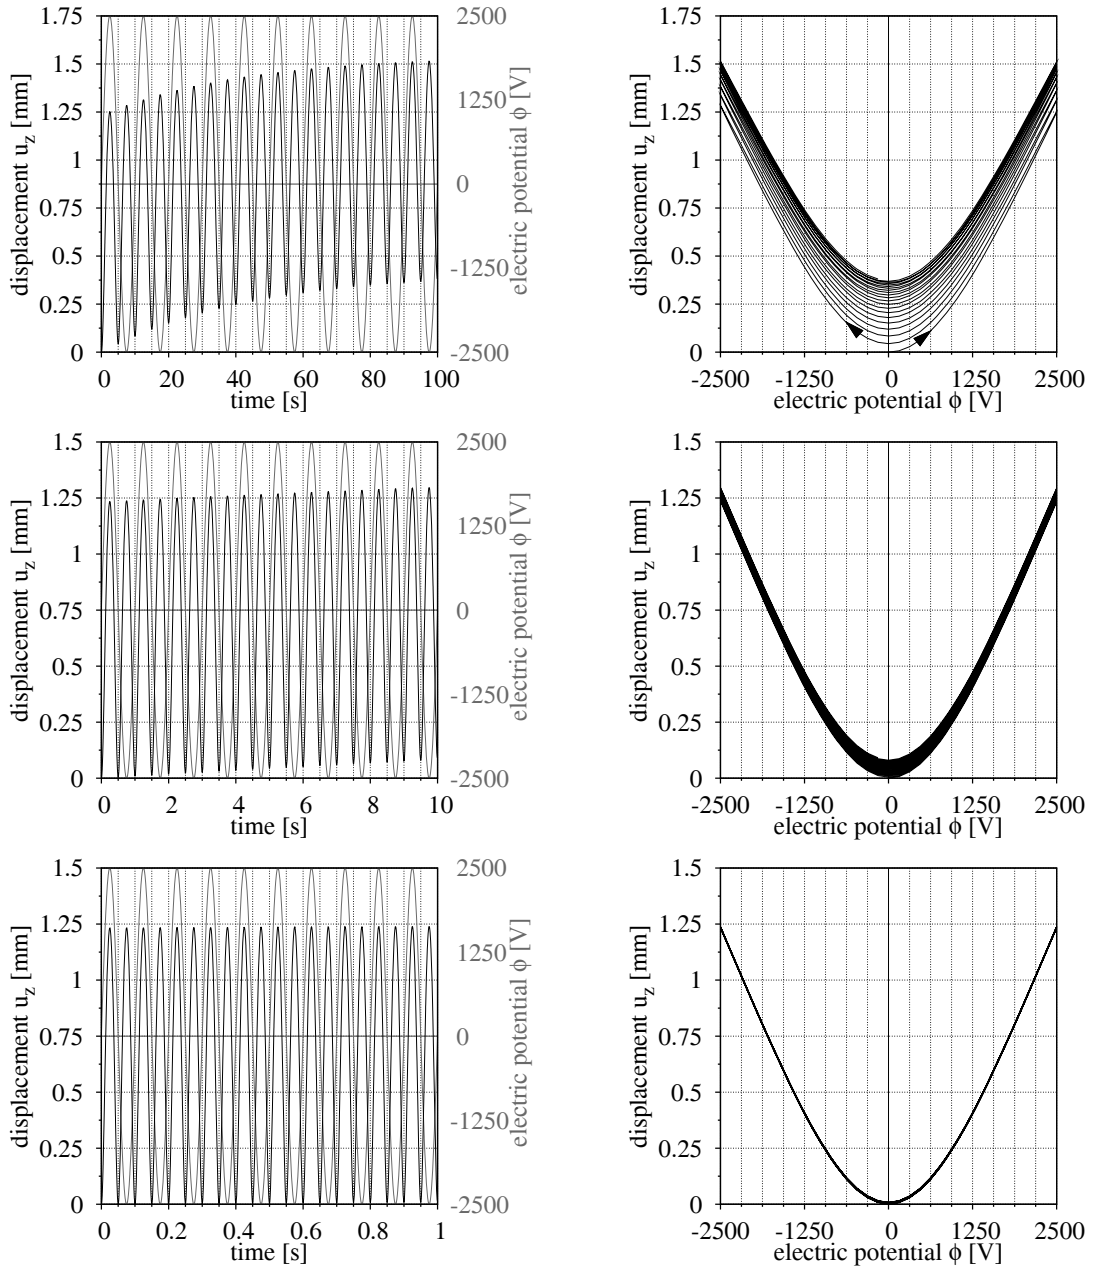 1.75
1.5
1.25
1
0.75
0.5
0.25
0
displacement u_z [mm]
0 20 40 60 80 100
time [s]
2500
1250
0
-1250
-2500
electric potential ϕ [V]
1.75
1.5
1.25
1
0.75
0.5
0.25
0
displacement u_z [mm]
-2500 -1250 0 1250 2500
electric potential ϕ [V]
1.5
1.25
1
0.75
0.5
0.25
0
displacement u_z [mm]
0 2 4 6 8 10
time [s]
2500
1250
0
-1250
-2500
electric potential ϕ [V]
1.5
1.25
1
0.75
0.5
0.25
0
displacement u_z [mm]
-2500 -1250 0 1250 2500
electric potential ϕ [V]
1.5
1.25
1
0.75
0.5
0.25
0
displacement u_z [mm]
0 0.2 0.4 0.6 0.8 1
time [s]
2500
1250
0
-1250
-2500
electric potential ϕ [V]
1.5
1.25
1
0.75
0.5
0.25
0
displacement u_z [mm]
-2500 -1250 0 1250 2500
electric potential ϕ [V]